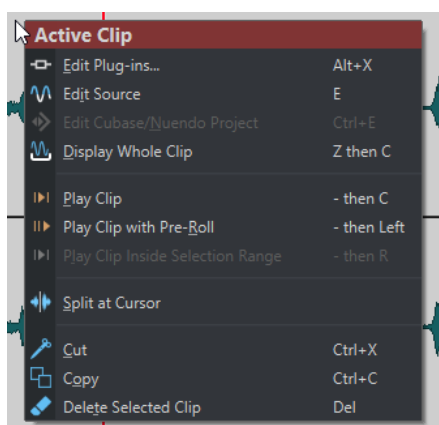 Active Clip
Edit Plug-ins... Alt+X
Edit Source E
Edit Cubase/Nuendo Project Ctrl+E
Display Whole Clip Z then C
Play Clip - then C
Play Clip with Pre-Roll - then Left
Play Clip Inside Selection Range - then R
Split at Cursor
Cut Ctrl+X
Copy Ctrl+C
Delete Selected Clip Del